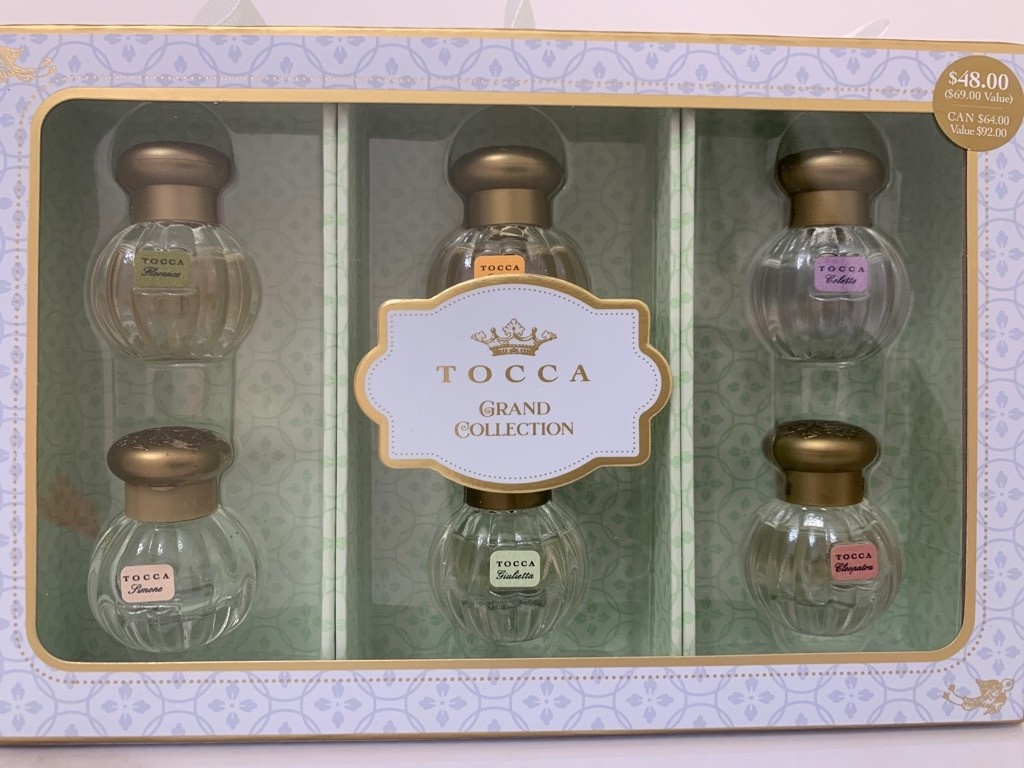 $48.00
($69.00 Value)
CAN $64.00
Value $92.00
TOCCA
Florence
TOCCA
TOCCA
Colette
TOCCA
GRAND
COLLECTION
TOCCA
Simone
TOCCA
Giulietta
TOCCA
Cleopatra